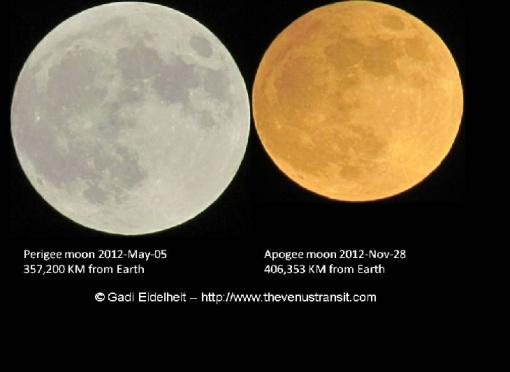 Perigee moon 2012-May-05
357,200 KM from Earth
Apogee moon 2012-Nov-28
406,353 KM from Earth
© Gadi Eidelheit – http://www.thevenustransit.com